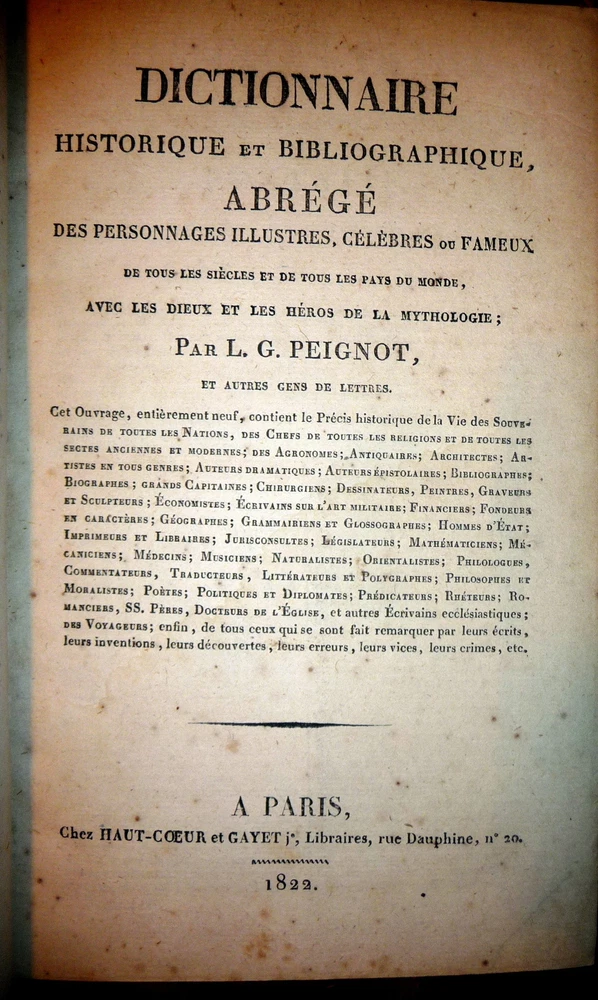 DICTIONNAIRE
HISTORIQUE ET BIBLIOGRAPHIQUE,
ABRÉGÉ
DES PERSONNAGES ILLUSTRES, CÉLÈBRES OU FAMEUX
DE TOUS LES SIÈCLES ET DE TOUS LES PAYS DU MONDE,
AVEC LES DIEUX ET LES HÉROS DE LA MYTHOLOGIE;
PAR L. G. PEIGNOT,
ET AUTRES GENS DE LETTRES.
Cet Ouvrage, entièrement neuf, contient le Précis historique de la Vie des SOUVE-
RAINS DE TOUTES LES NATIONS, DES CHEFS DE TOUTES LES RELIGIONS ET DE TOUTES LES
SECTES ANCIENNES ET MODERNES; DES AGRONOMES; ANTIQUAIRES; ARCHITECTES; AR-
TISTES EN TOUS GENRES; AUTEURS DRAMATIQUES; AUTEURS ÉPISTOLAIRES; BIBLIOGRAPHES;
BIOGRAPHES; GRANDS CAPITAINES; CHIRURGIENS; DESSINATEURS, PEINTRES, GRAVEURS
ET SCULPTEURS; ÉCONOMISTES; ÉCRIVAINS SUR L'ART MILITAIRE; FINANCIERS; FONDEURS
EN CARACTÈRES; GÉOGRAPHES; GRAMMAIRIENS ET GLOSSOGRAPHES; HOMMES D'ÉTAT;
IMPRIMEURS ET LIBRAIRES; JURISCONSULTES; LÉGISLATEURS; MATHÉMATICIENS; MÉ-
CANICIENS; MÉDECINS; MUSICIENS; NATURALISTES; ORIENTALISTES; PHILOLOGUES,
COMMENTATEURS, TRADUCTEURS, LITTÉRATEURS ET POLYGRAPHES; PHILOSOPHES ET
MORALISTES; POÈTES; POLITIQUES ET DIPLOMATES; PRÉDICATEURS; RHÉTEURS; RO-
MANCIERS, SS. PÈRES, DOCTEURS DE L'ÉGLISE, et autres Écrivains ecclésiastiques;
DES VOYAGEURS; enfin, de tous ceux qui se sont fait remarquer par leurs écrits,
leurs inventions, leurs découvertes, leurs erreurs, leurs vices, leurs crimes, etc.
A PARIS,
Chez HAUT-CŒUR et GAYET je, Libraires, rue Dauphine, n° 20.
1822.